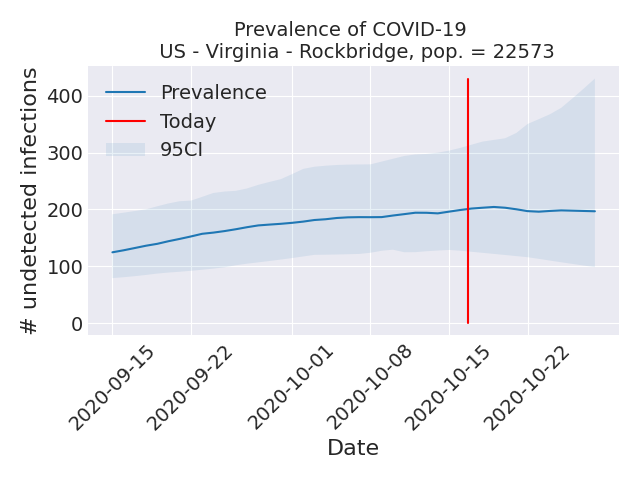 Prevalence of COVID-19
US - Virginia - Rockbridge, pop. = 22573
# undetected infections
400
300
200
100
0
Prevalence
Today
95CI
2020-09-15
2020-09-22
2020-10-01
2020-10-08
2020-10-15
2020-10-22
Date